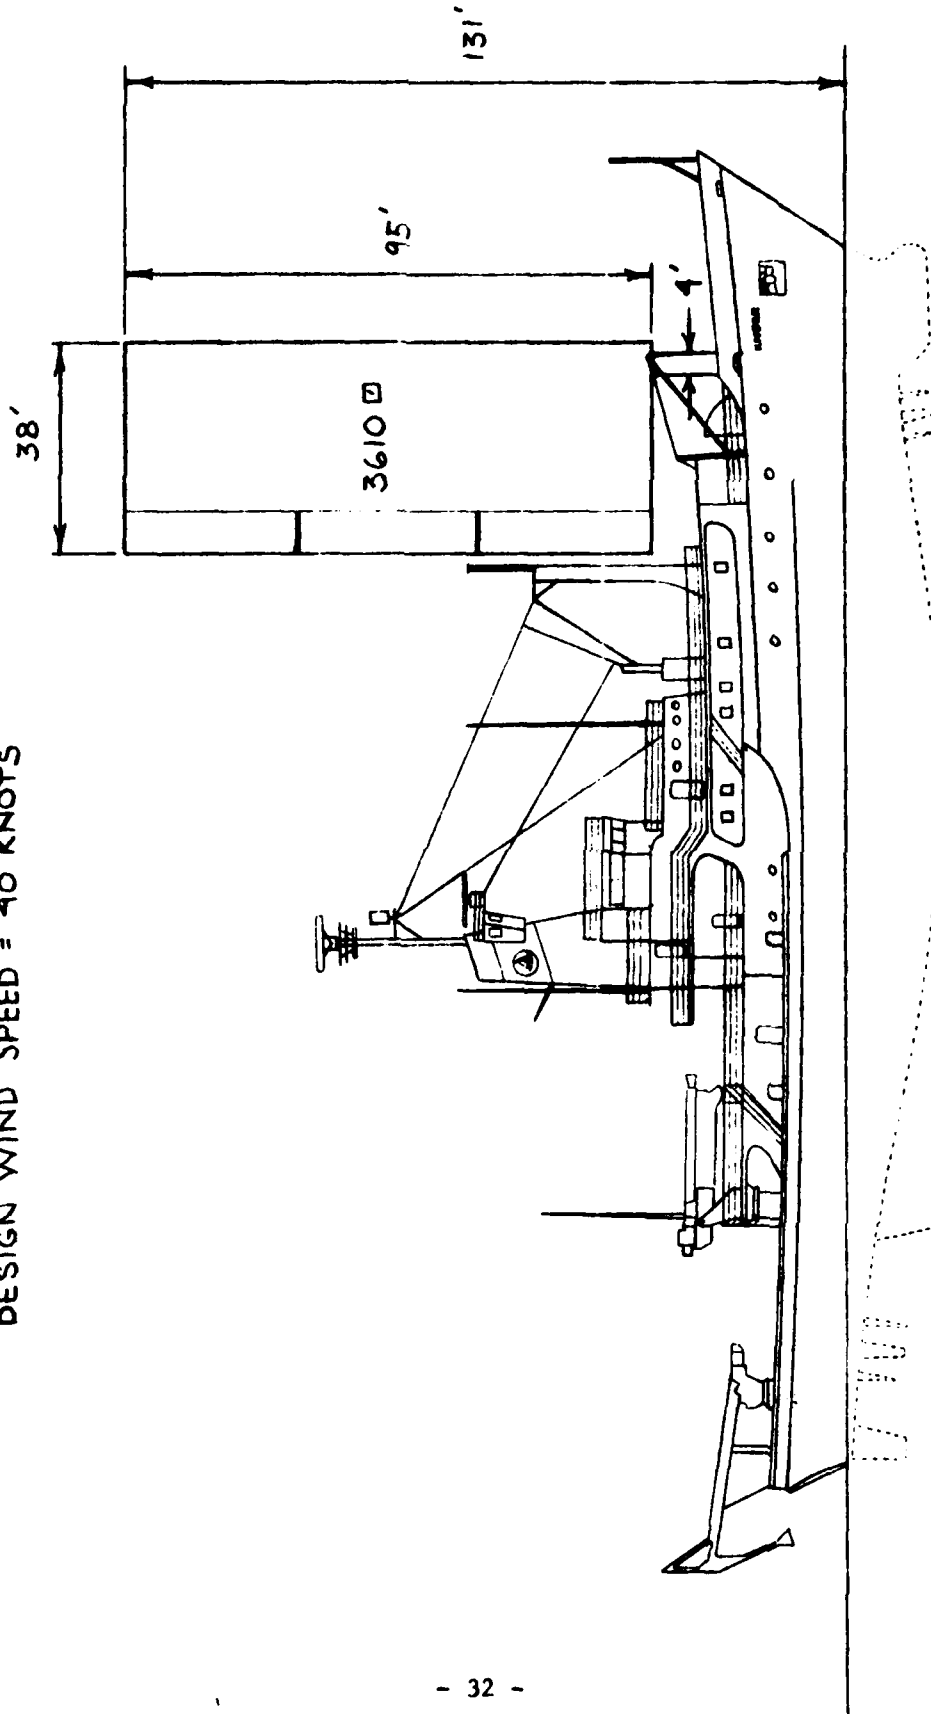 DESIGN WIND SPEED = 40 KNOTS
38'
95'
131'
3610
4'
- 32 -